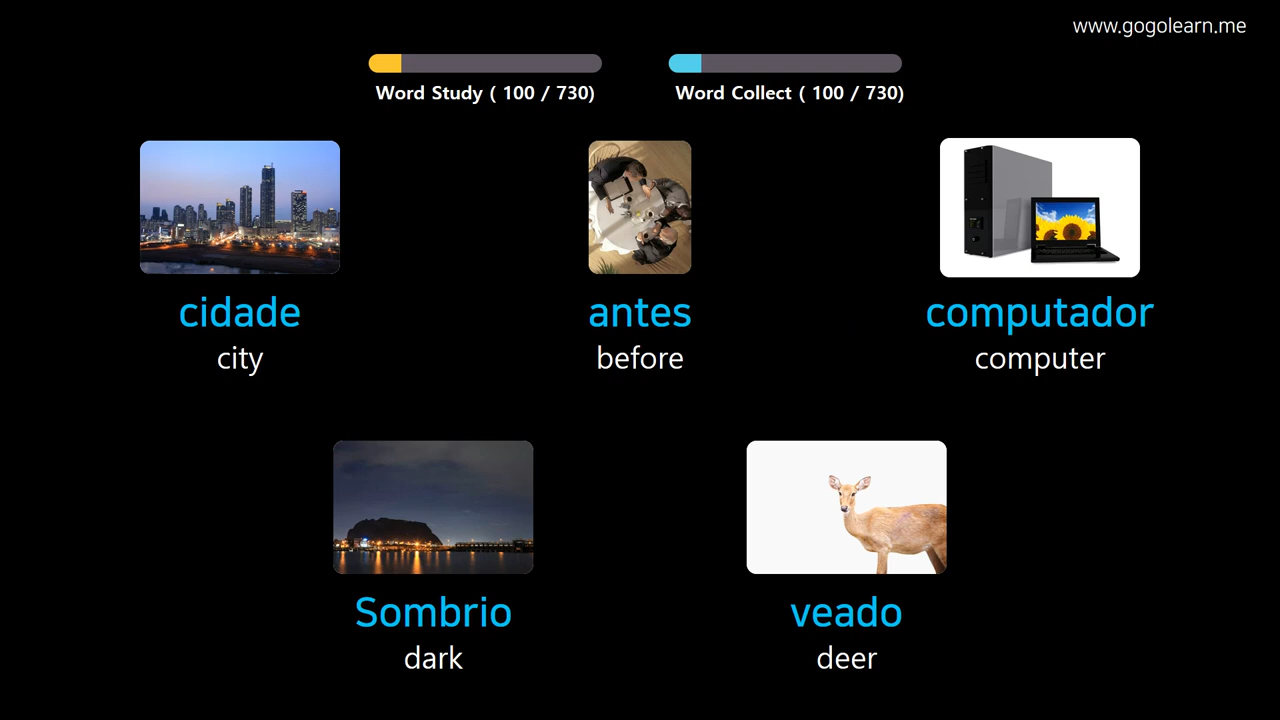 www.gogolearn.me
Word Study ( 100 / 730)
Word Collect ( 100 / 730)
cidade
city
antes
before
computador
computer
Sombrio
dark
veado
deer